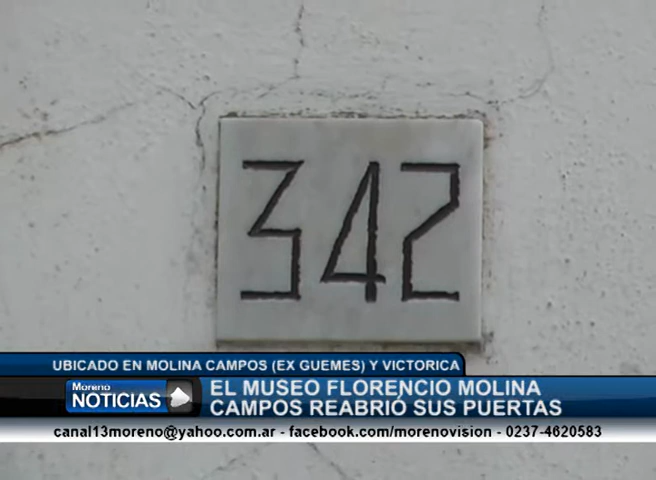 342
UBICADO EN MOLINA CAMPOS (EX GUEMES) Y VICTORICA
Moreno
NOTICIAS
EL MUSEO FLORENCIO MOLINA
CAMPOS REABRIÓ SUS PUERTAS
canal13moreno@yahoo.com.ar - facebook.com/morenovision - 0237-4620583